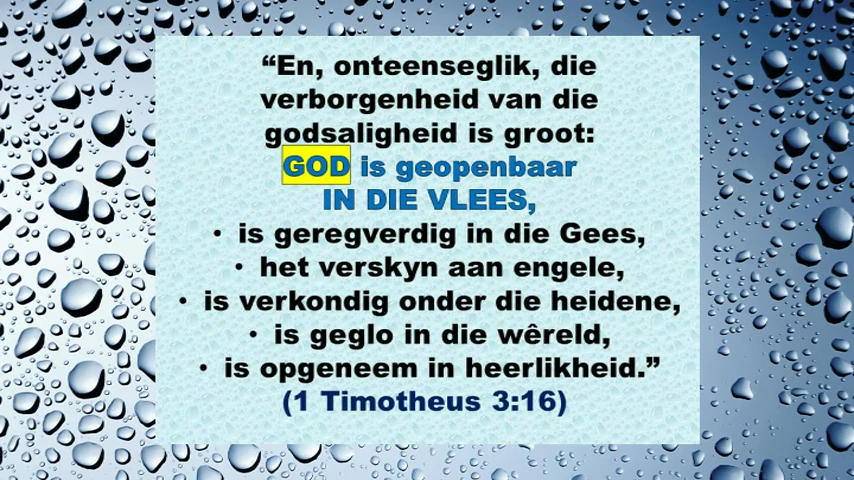 “En, onteenseglik, die
verborgenheid van die
godsaligheid is groot:
GOD is geopenbaar
IN DIE VLEES,
• is geregverdig in die Gees,
• het verskyn aan engele,
• is verkondig onder die heidene,
• is geglo in die wêreld,
• is opgeneem in heerlikheid.”
(1 Timotheus 3:16)